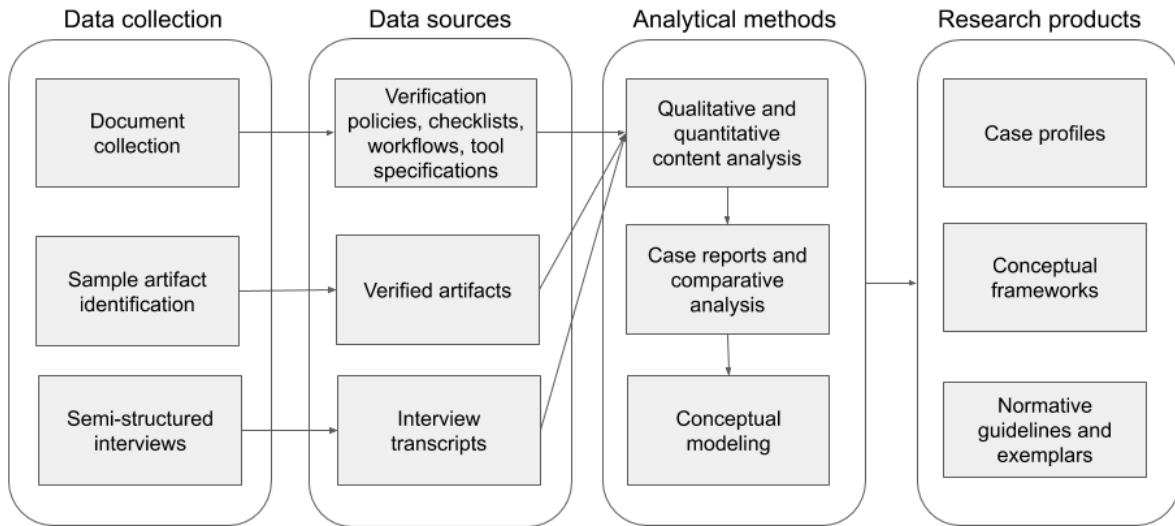 Data collection
Document
collection
Sample artifact
identification
Semi-structured
interviews
Data sources
Verification
policies, checklists,
workflows, tool
specifications
Verified artifacts
Interview
transcripts
Analytical methods
Qualitative and
quantitative
content analysis
Case reports and
comparative
analysis
Conceptual
modeling
Research products
Case profiles
Conceptual
frameworks
Normative
guidelines and
exemplars